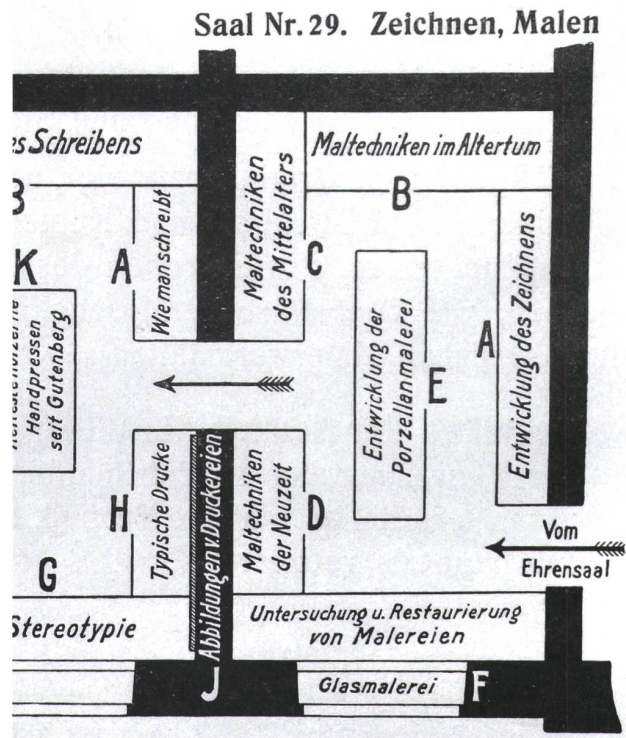 Saal Nr. 29. Zeichnen, Malen
Schreibens
B
K
Handpressen
seit Gutenberg
A
Wie man schreibt
H
Typische Drucke
G
Stereotypie
Abbildungen v. Druckereien
J
Maltechniken
des Mittelalters
C
Maltechniken im Altertum
B
Entwicklung der
Porzellanmalerei
E
A
Entwicklung des Zeichnens
Maltechniken
der Neuzeit
D
Vom
Ehrensaal
Untersuchung u. Restaurierung
von Malereien
Glasmalerei
F